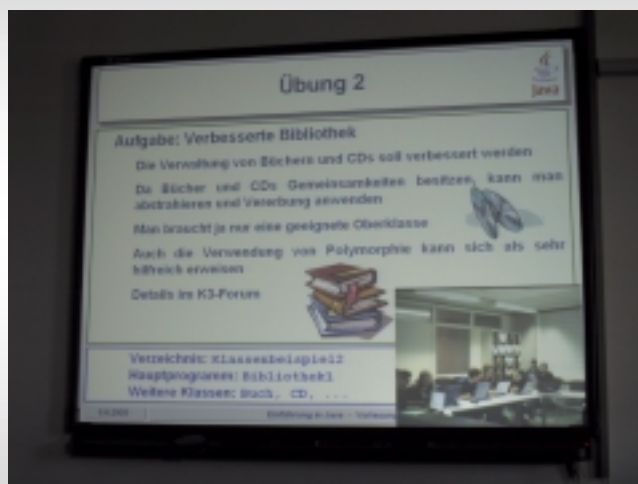 Übung 2
Java
Aufgabe: Verbesserte Bibliothek
Die Verwaltung von Büchern und CDs soll verbessert werden
Da Bücher und CDs Gemeinsamkeiten besitzen, kann man
abstrahieren und Vererbung anwenden
Man braucht ja nur eine geeignete Oberklasse
Auch die Verwendung von Polymorphie kann sich als sehr
hilfreich erweisen
Details im K3-Forum
Verzeichnis: Klassenbeispiel2
Hauptprogramm: Bibliothek1
Weitere Klassen: Buch, CD, ...
Einführung in Java - Vorlesung